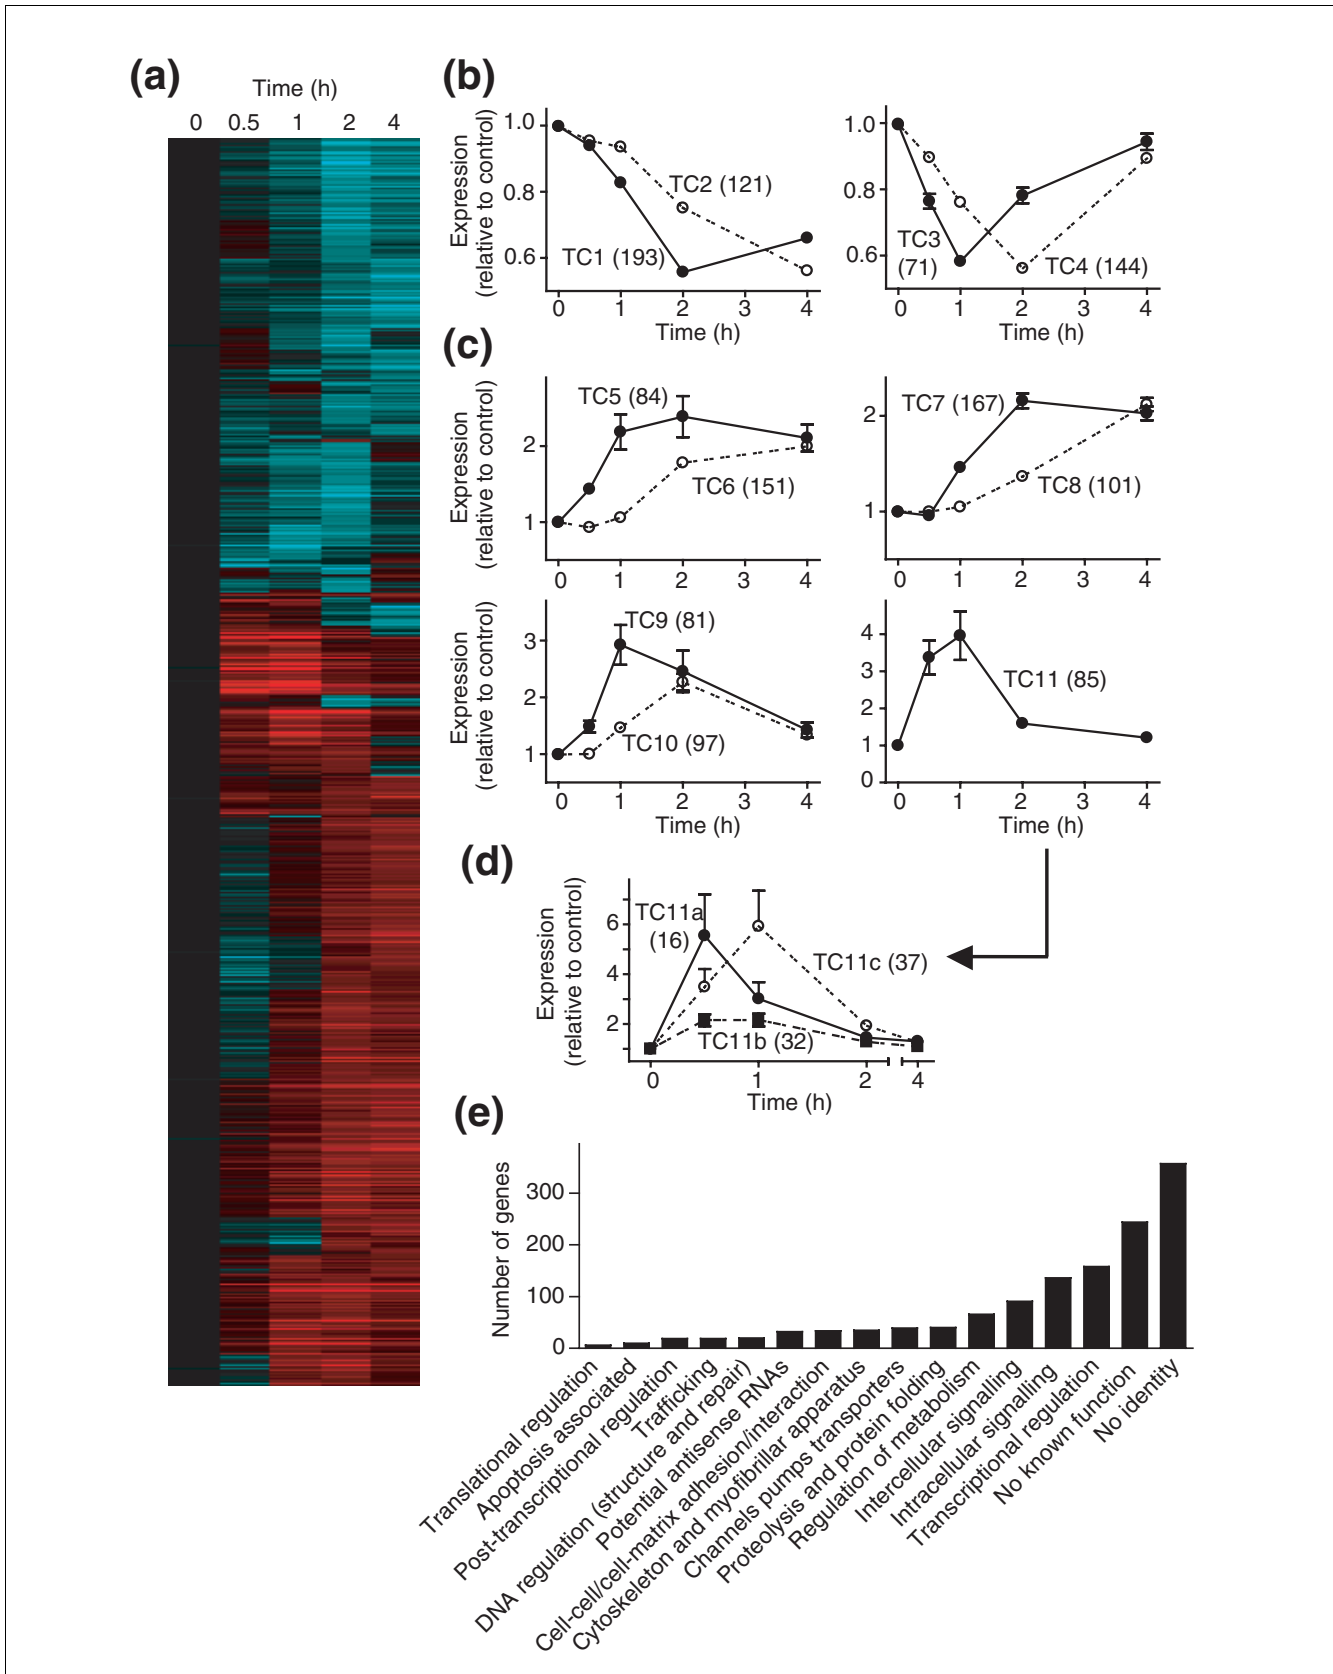 (a)
Time (h)
0 0.5 1 2 4
(b)
Expression
(relative to control)
1.0
0.8
0.6
TC2 (121)
TC1 (193)
0 1 2 3 4
Time (h)
1.0
0.8
0.6
TC3
(71)
TC4 (144)
0 1 2 3 4
Time (h)
(c)
Expression
(relative to control)
2
1
TC5 (84)
TC6 (151)
0 1 2 3 4
2
1
TC7 (167)
TC8 (101)
0 1 2 3 4
Expression
(relative to control)
3
2
1
TC9 (81)
TC10 (97)
0 1 2 3 4
Time (h)
4
3
2
1
0
TC11 (85)
0 1 2 3 4
Time (h)
(d)
Expression
(relative to control)
6
4
2
TC11a
(16)
TC11c (37)
TC11b (32)
0 1 2 4
Time (h)
(e)
Number of genes
300
200
100
0
Translational regulation
Apoptosis associated
Post-transcriptional regulation
Trafficking
DNA regulation (structure and repair)
Potential antisense RNAs
Cell-cell/cell-matrix adhesion/interaction
Cytoskeleton and myofibrillar apparatus
Channels pumps transporters
Proteolysis and protein folding
Regulation of metabolism
Intercellular signalling
Intracellular signalling
Transcriptional regulation
No known function
No identity